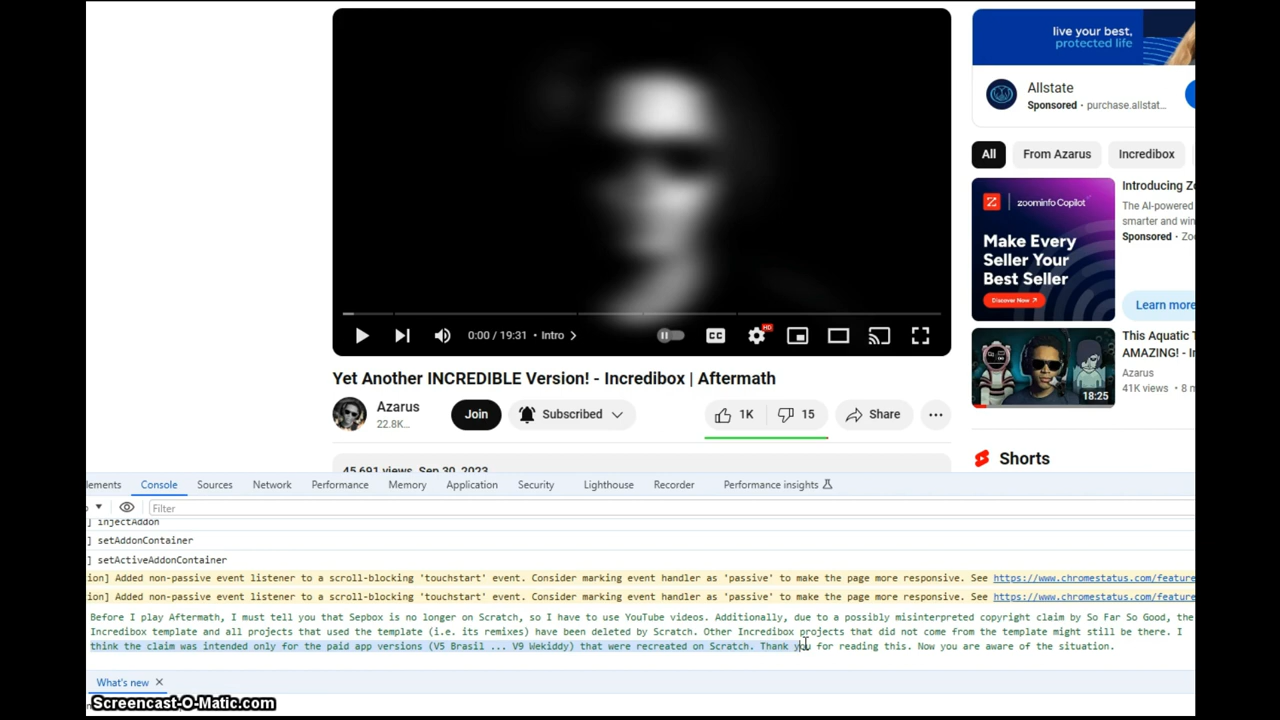 live your best,
protected life
Allstate
Sponsored • purchase.allstat...
All
From Azarus
Incredibox
zoominfo Copilot
Make Every
Seller Your
Best Seller
Discover Now
Introducing Zo
The AI-powered
smarter and win
Sponsored • Zo
Learn more
0:00 / 19:31 • Intro
CC
HD
Yet Another INCREDIBLE Version! - Incredibox | Aftermath
Azarus
22.8K...
Join
Subscribed
1K
15
Share
This Aquatic T
AMAZING! - I
Azarus
41K views • 8 m
18:25
Shorts
45,691 views Sep 30, 2023
lements
Console
Sources
Network
Performance
Memory
Application
Security
Lighthouse
Recorder
Performance insights
Filter
] injectAddon
] setAddonContainer
] setActiveAddonContainer
ion] Added non-passive event listener to a scroll-blocking 'touchstart' event. Consider marking event handler as 'passive' to make the page more responsive. See https://www.chromestatus.com/feature
ion] Added non-passive event listener to a scroll-blocking 'touchstart' event. Consider marking event handler as 'passive' to make the page more responsive. See https://www.chromestatus.com/feature
Before I play Aftermath, I must tell you that Sepbox is no longer on Scratch, so I have to use YouTube videos. Additionally, due to a possibly misinterpreted copyright claim by So Far So Good, the
Incredibox template and all projects that used the template (i.e. its remixes) have been deleted by Scratch. Other Incredibox projects that did not come from the template might still be there. I
think the claim was intended only for the paid app versions (V5 Brasil ... V9 Wekiddy) that were recreated on Scratch. Thank you for reading this. Now you are aware of the situation.
What's new
Screencast-O-Matic.com